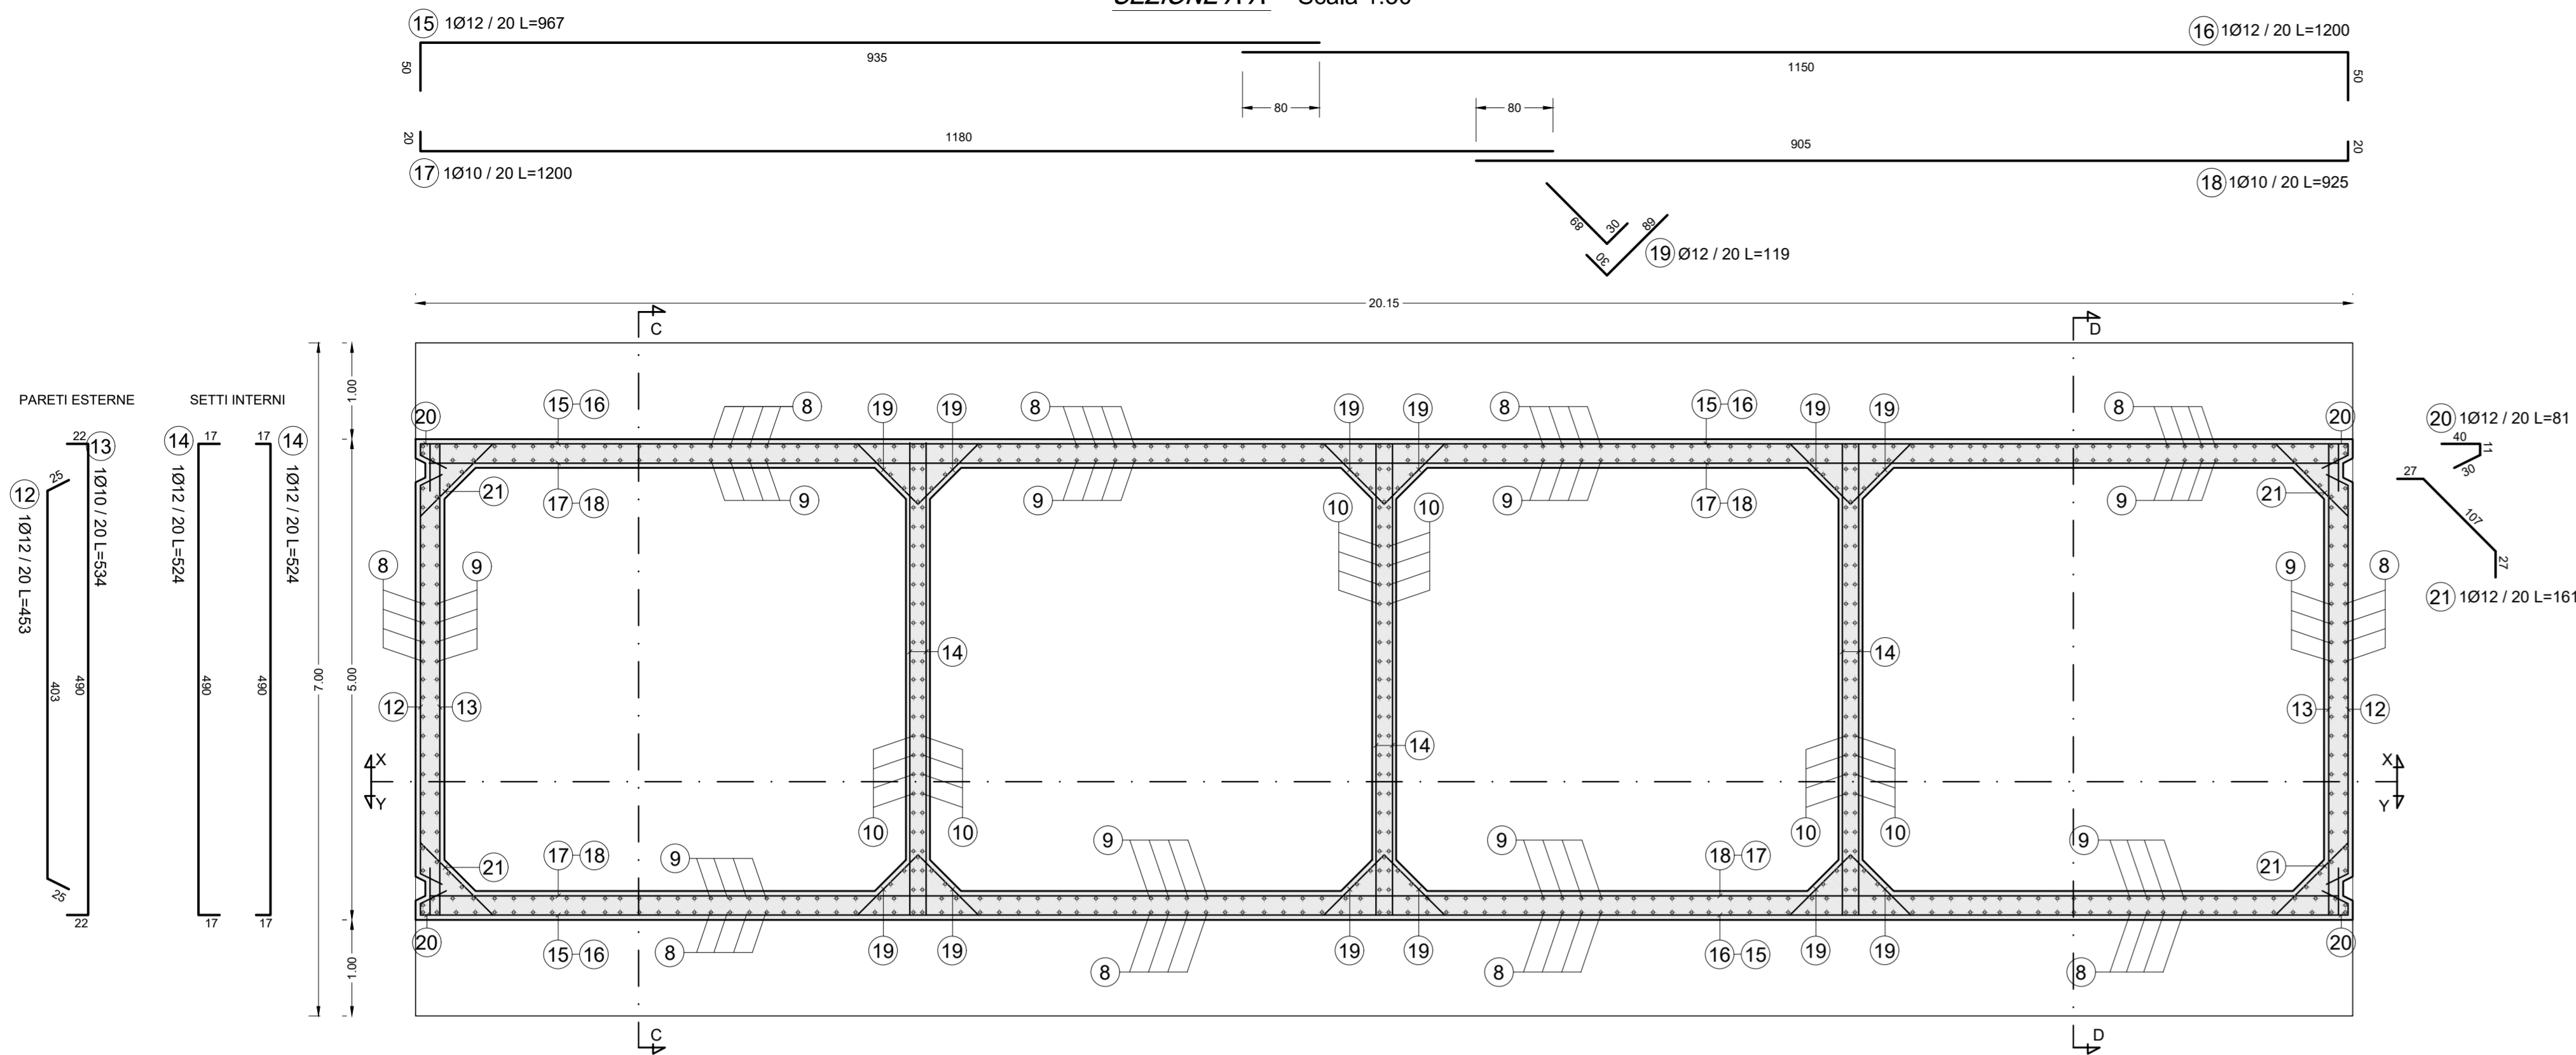 SEZIONE A-A Scala 1:50
15 1Ø12 / 20 L=967
16 1Ø12 / 20 L=1200
50
935
1150
50
80
80
20
1180
905
20
17 1Ø10 / 20 L=1200
18 1Ø10 / 20 L=925
89
30
89
30
19 Ø12 / 20 L=119
20.15
C
D
1.00
7.00
5.00
1.00
PARETI ESTERNE
SETTI INTERNI
22
13 1Ø10 / 20 L=534
490
22
12 1Ø12 / 20 L=453
25
403
25
14 1Ø12 / 20 L=524
17
490
17
14 1Ø12 / 20 L=524
17
490
17
20 15-16 8 19 19 8 19 19 8 15-16 19 19 8 20
20 1Ø12 / 20 L=81
40
11
30
21 17-18 9 9 10 10 9 17-18 9 21
27
107
27
21 1Ø12 / 20 L=161
8 9 9 8
14 14
12 13 13 12
14
X X
Y Y
10 10 10 10
21 17-18 9 9 9 18-17 9 21
20 15-16 8 19 19 8 19 19 8 16-15 19 19 8 20
C
D